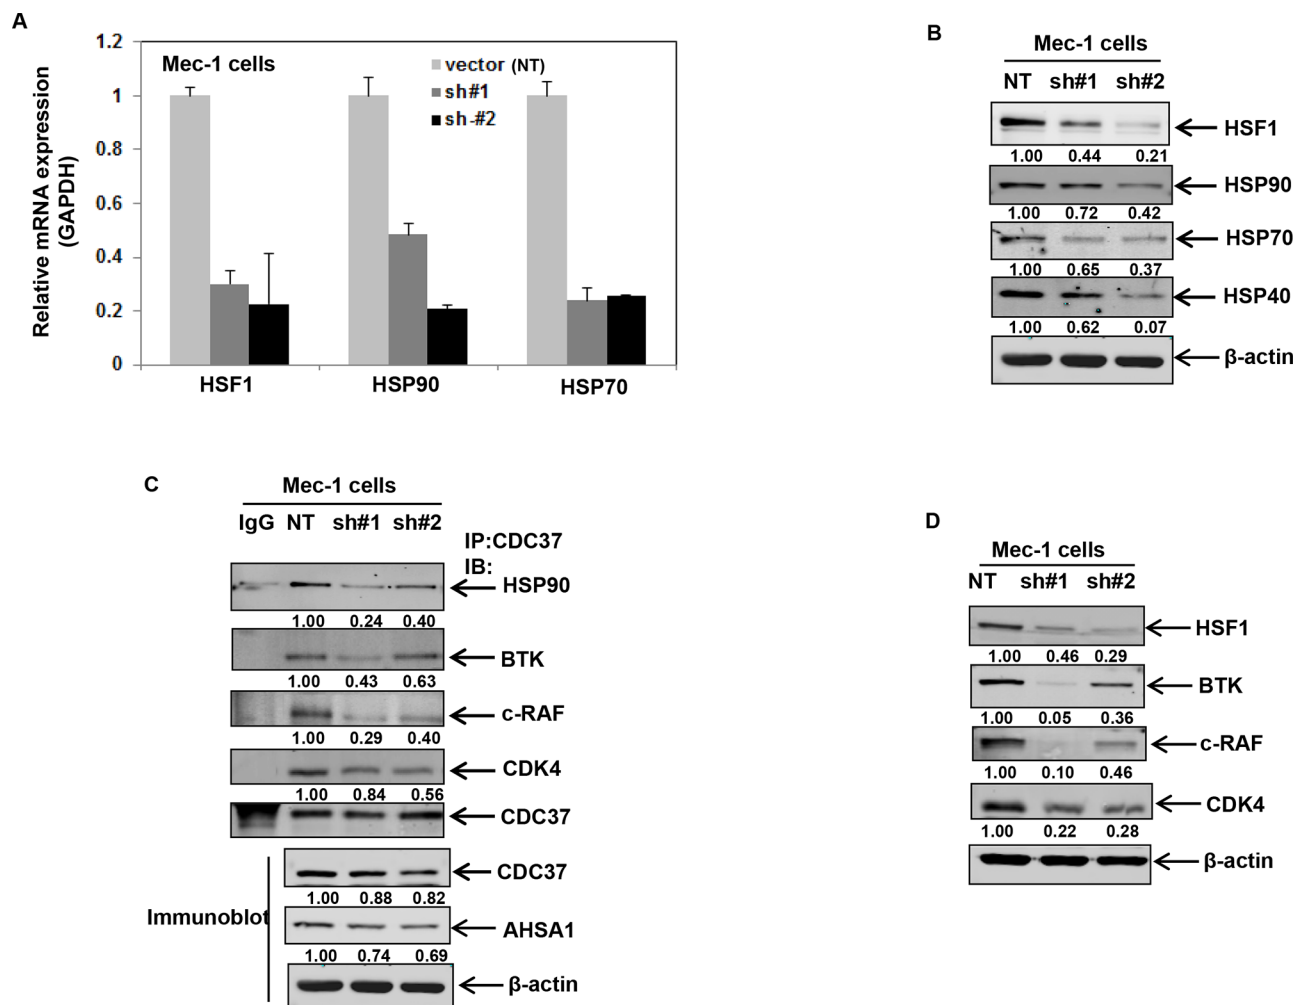 A
1.2
1
0.8
0.6
0.4
0.2
0
Relative mRNA expression
(GAPDH)
Mec-1 cells
vector (NT)
sh#1
sh-#2
HSF1 HSP90 HSP70
B
Mec-1 cells
NT sh#1 sh#2
HSF1
1.00 0.44 0.21
HSP90
1.00 0.72 0.42
HSP70
1.00 0.65 0.37
HSP40
1.00 0.62 0.07
β-actin
C
Mec-1 cells
IgG NT sh#1 sh#2
IP:CDC37
IB:
HSP90
1.00 0.24 0.40
BTK
1.00 0.43 0.63
c-RAF
1.00 0.29 0.40
CDK4
1.00 0.84 0.56
CDC37
Immunoblot
CDC37
1.00 0.88 0.82
AHSA1
1.00 0.74 0.69
β-actin
D
Mec-1 cells
NT sh#1 sh#2
HSF1
1.00 0.46 0.29
BTK
1.00 0.05 0.36
c-RAF
1.00 0.10 0.46
CDK4
1.00 0.22 0.28
β-actin